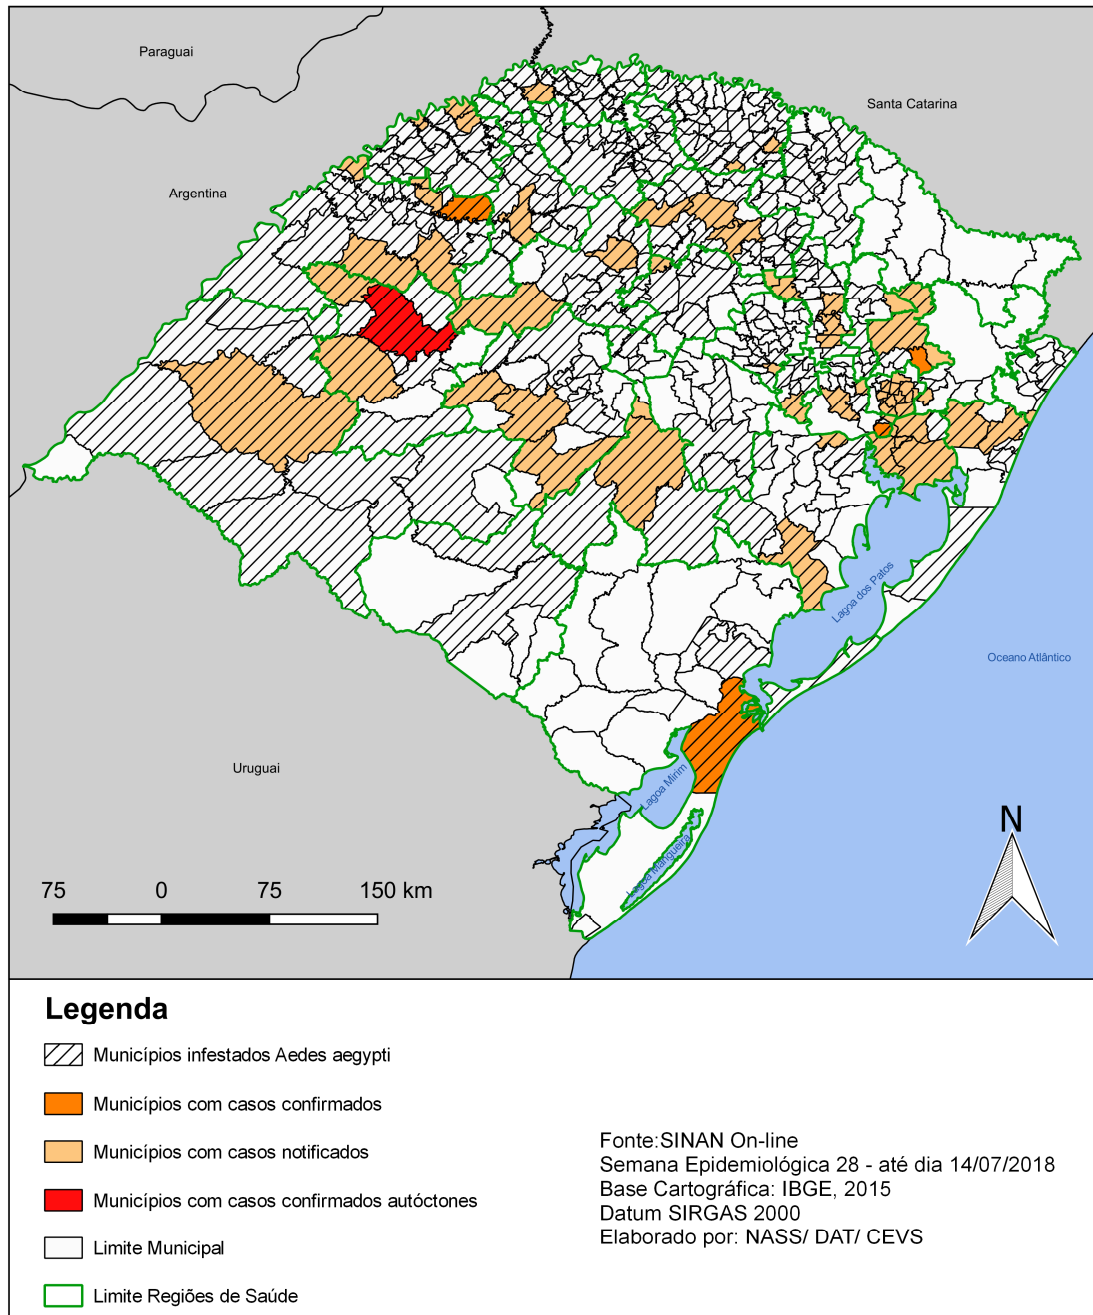 Paraguai
Santa Catarina
Argentina
Lagoa dos Patos
Oceano Atlântico
Uruguai
Lagoa Mirim
Lagoa Mangueira
N
75 0 75 150 km
Legenda
Municípios infestados Aedes aegypti
Municípios com casos confirmados
Municípios com casos notificados
Municípios com casos confirmados autóctones
Limite Municipal
Limite Regiões de Saúde
Fonte:SINAN On-line
Semana Epidemiológica 28 - até dia 14/07/2018
Base Cartográfica: IBGE, 2015
Datum SIRGAS 2000
Elaborado por: NASS/ DAT/ CEVS